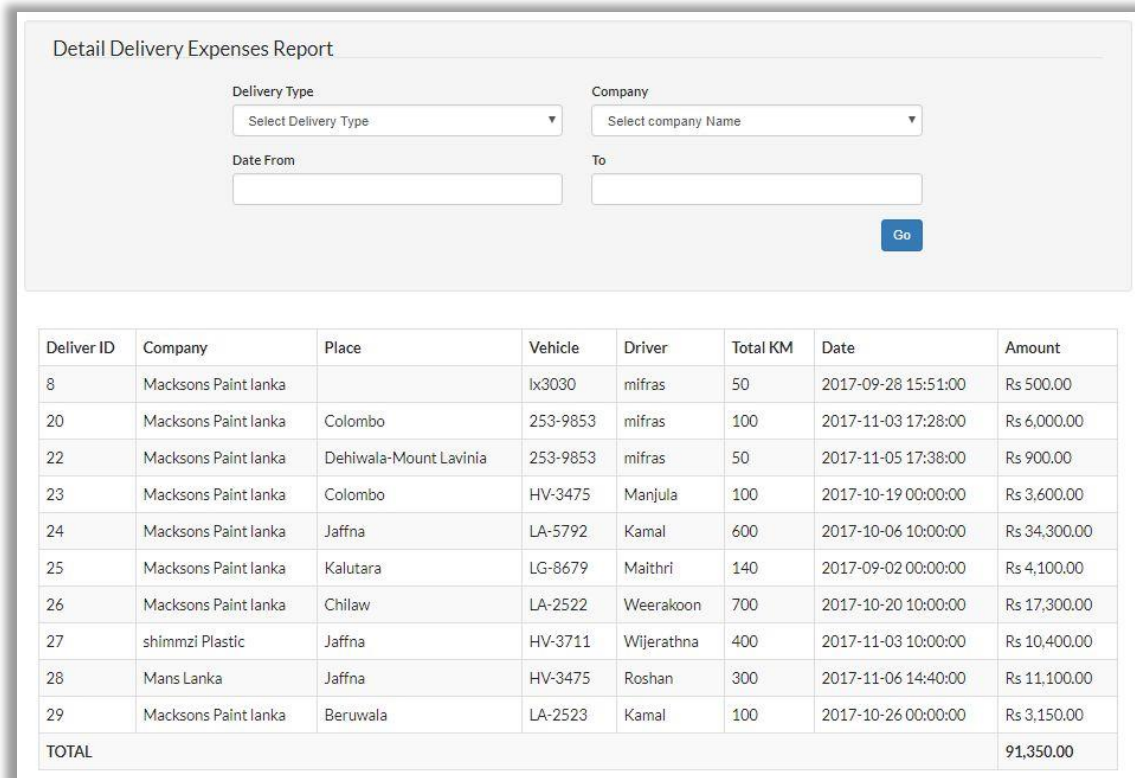 Detail Delivery Expenses Report
Delivery Type Company
Select Delivery Type Select company Name
Date From To
Go
Deliver ID Company Place Vehicle Driver Total KM Date Amount
8 Macksons Paint lanka lx3030 mifras 50 2017-09-28 15:51:00 Rs 500.00
20 Macksons Paint lanka Colombo 253-9853 mifras 100 2017-11-03 17:28:00 Rs 6,000.00
22 Macksons Paint lanka Dehiwala-Mount Lavinia 253-9853 mifras 50 2017-11-05 17:38:00 Rs 900.00
23 Macksons Paint lanka Colombo HV-3475 Manjula 100 2017-10-19 00:00:00 Rs 3,600.00
24 Macksons Paint lanka Jaffna LA-5792 Kamal 600 2017-10-06 10:00:00 Rs 34,300.00
25 Macksons Paint lanka Kalutara LG-8679 Maithri 140 2017-09-02 00:00:00 Rs 4,100.00
26 Macksons Paint lanka Chilaw LA-2522 Weerakoon 700 2017-10-20 10:00:00 Rs 17,300.00
27 shimmzi Plastic Jaffna HV-3711 Wijerathna 400 2017-11-03 10:00:00 Rs 10,400.00
28 Mans Lanka Jaffna HV-3475 Roshan 300 2017-11-06 14:40:00 Rs 11,100.00
29 Macksons Paint lanka Beruwala LA-2523 Kamal 100 2017-10-26 00:00:00 Rs 3,150.00
TOTAL 91,350.00